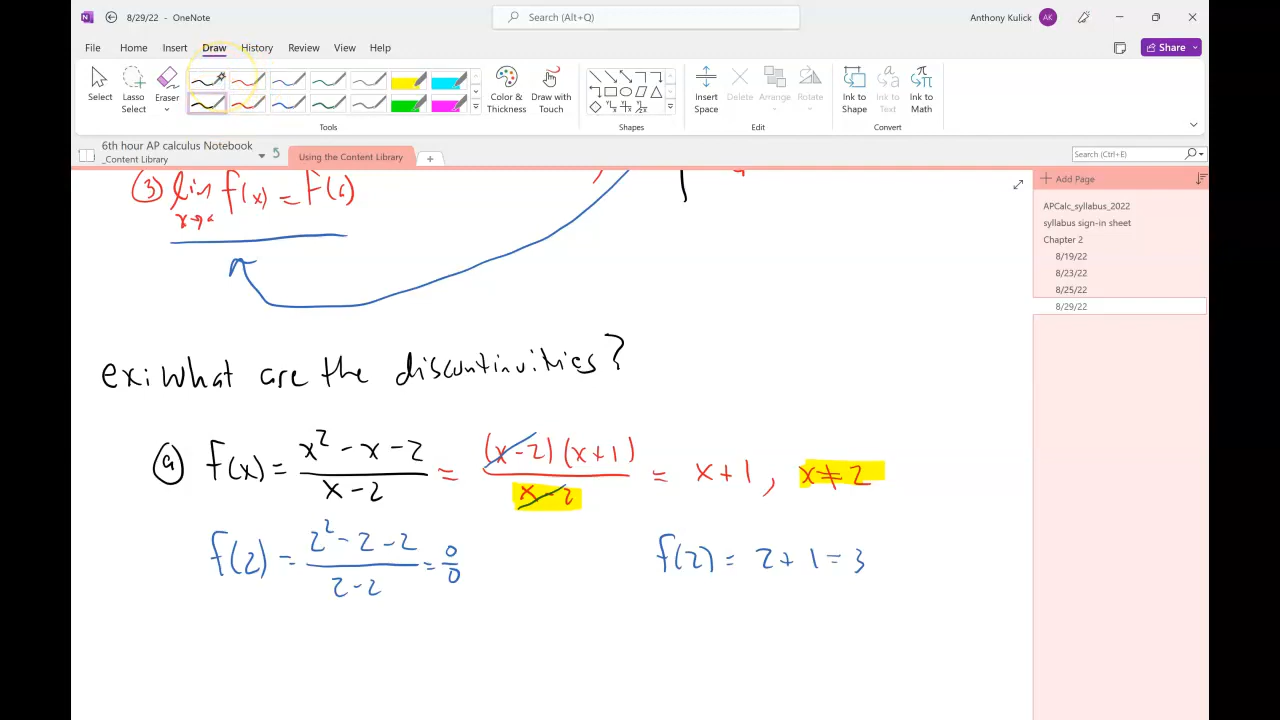 8/29/22 - OneNote
Search (Alt+Q)
Anthony Kulick AK
File Home Insert Draw History Review View Help
Share
Select
Lasso Select
Eraser
Color & Thickness
Draw with Touch
Insert Space
Delete
Arrange
Rotate
Ink to Shape
Ink to Text
Ink to Math
Tools
Shapes
Edit
Convert
6th hour AP calculus Notebook
_Content Library
Using the Content Library
Search (Ctrl+E)
Add Page
APCalc_syllabus_2022
syllabus sign-in sheet
Chapter 2
8/19/22
8/23/22
8/25/22
8/29/22
③ lim x→c f(x) = f(c)
ex: What are the discontinuities?
ⓐ f(x) = (x² - x - 2)/(x - 2) = (x-2)(x+1)/(x-2) = x+1, x≠2
f(2) = (2² - 2 - 2)/(2-2) = 0/0
f(2) = 2+1 = 3